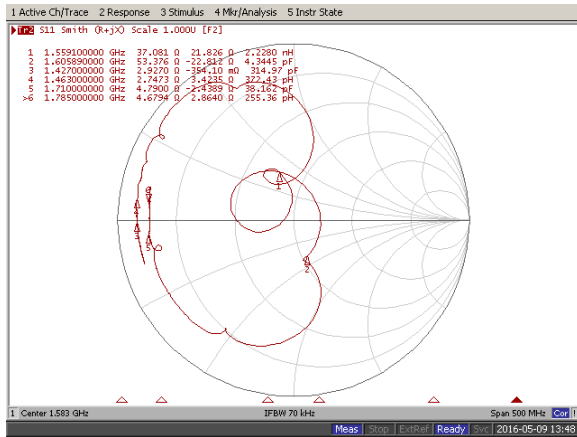 1 Active Ch/Trace 2 Response 3 Stimulus 4 Mkr/Analysis 5 Instr State
Tr2 S11 Smith (R+jX) Scale 1.000U [F2]
1 1.559100000 GHz 37.081 Ω 21.826 Ω 2.2280 nH
2 1.605890000 GHz 53.376 Ω -22.812 Ω 4.3445 pF
3 1.427000000 GHz 2.9270 Ω -354.10 mΩ 314.97 pF
4 1.463000000 GHz 2.7473 Ω 3.4235 Ω 372.43 pH
5 1.710000000 GHz 4.7900 Ω -2.4389 Ω 38.162 pF
>6 1.785000000 GHz 4.6794 Ω 2.8640 Ω 255.36 pH
1
2
3
5
1 Center 1.583 GHz IFBW 70 kHz Span 500 MHz Cor !
Meas Stop ExtRef Ready Svc 2016-05-09 13:48